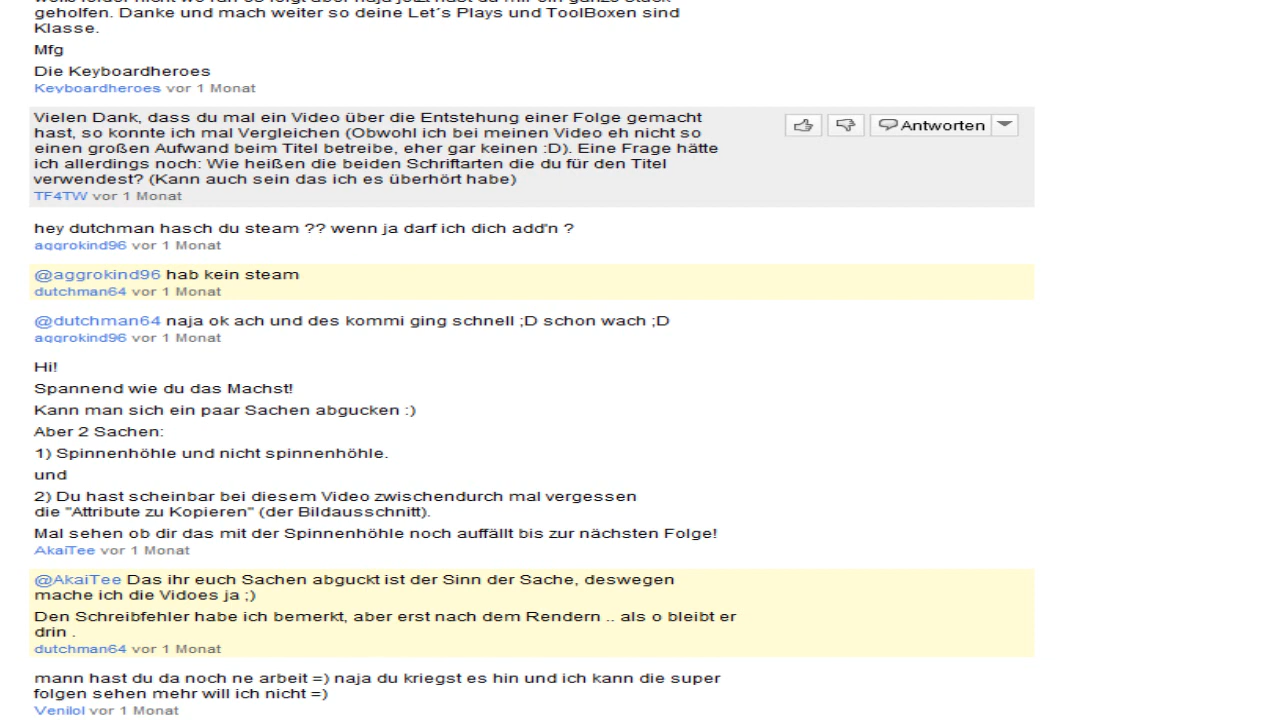 geholfen. Danke und mach weiter so deine Let´s Plays und ToolBoxen sind
Klasse.
Mfg
Die Keyboardheroes
Keyboardheroes vor 1 Monat
Vielen Dank, dass du mal ein Video über die Entstehung einer Folge gemacht
hast, so konnte ich mal Vergleichen (Obwohl ich bei meinen Video eh nicht so
einen großen Aufwand beim Titel betreibe, eher gar keinen :D). Eine Frage hätte
ich allerdings noch: Wie heißen die beiden Schriftarten die du für den Titel
verwendest? (Kann auch sein das ich es überhört habe)
TF4TW vor 1 Monat
Antworten
hey dutchman hasch du steam ?? wenn ja darf ich dich add'n ?
aggrokind96 vor 1 Monat
@aggrokind96 hab kein steam
dutchman64 vor 1 Monat
@dutchman64 naja ok ach und des kommi ging schnell ;D schon wach ;D
aggrokind96 vor 1 Monat
Hi!
Spannend wie du das Machst!
Kann man sich ein paar Sachen abgucken :)
Aber 2 Sachen:
1) Spinnenhöhle und nicht spinnenhöhle.
und
2) Du hast scheinbar bei diesem Video zwischendurch mal vergessen
die "Attribute zu Kopieren" (der Bildausschnitt).
Mal sehen ob dir das mit der Spinnenhöhle noch auffällt bis zur nächsten Folge!
AkaiTee vor 1 Monat
@AkaiTee Das ihr euch Sachen abguckt ist der Sinn der Sache, deswegen
mache ich die Vidoes ja ;)
Den Schreibfehler habe ich bemerkt, aber erst nach dem Rendern .. als o bleibt er
drin .
dutchman64 vor 1 Monat
mann hast du da noch ne arbeit =) naja du kriegst es hin und ich kann die super
folgen sehen mehr will ich nicht =)
Venilol vor 1 Monat